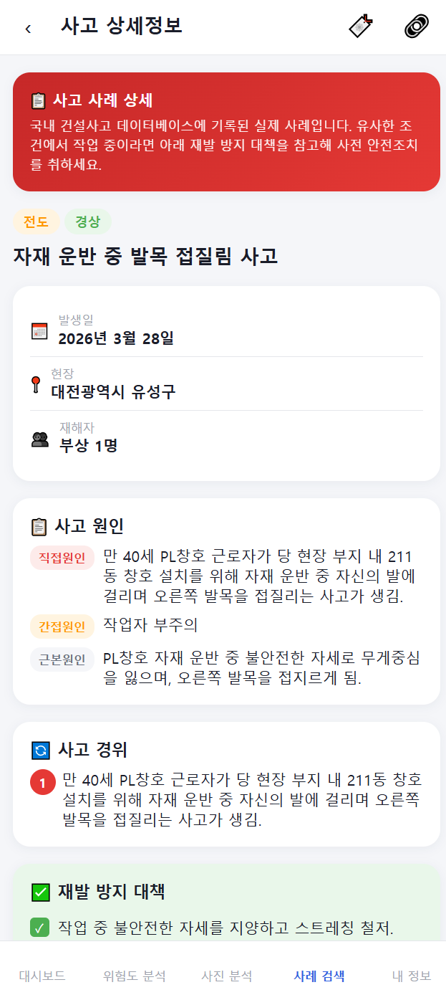 사고 상세정보
사고 사례 상세
국내 건설사고 데이터베이스에 기록된 실제 사례입니다. 유사한 조
건에서 작업 중이라면 아래 재발 방지 대책을 참고해 사전 안전조치
를 취하세요.
전도 경상
자재 운반 중 발목 접질림 사고
발생일
2026년 3월 28일
현장
대전광역시 유성구
재해자
부상 1명
사고 원인
직접원인 만 40세 PL창호 근로자가 당 현장 부지 내 211
동 창호 설치를 위해 자재 운반 중 자신의 발에
걸리며 오른쪽 발목을 접질리는 사고가 생김.
간접원인 작업자 부주의
근본원인 PL창호 자재 운반 중 불안전한 자세로 무게중심
을 잃으며, 오른쪽 발목을 접지르게 됨.
사고 경위
1 만 40세 PL창호 근로자가 당 현장 부지 내 211동 창호
설치를 위해 자재 운반 중 자신의 발에 걸리며 오른쪽
발목을 접질리는 사고가 생김.
재발 방지 대책
작업 중 불안전한 자세를 지양하고 스트레칭 철저.
대시보드 위험도 분석 사진 분석 사례 검색 내 정보